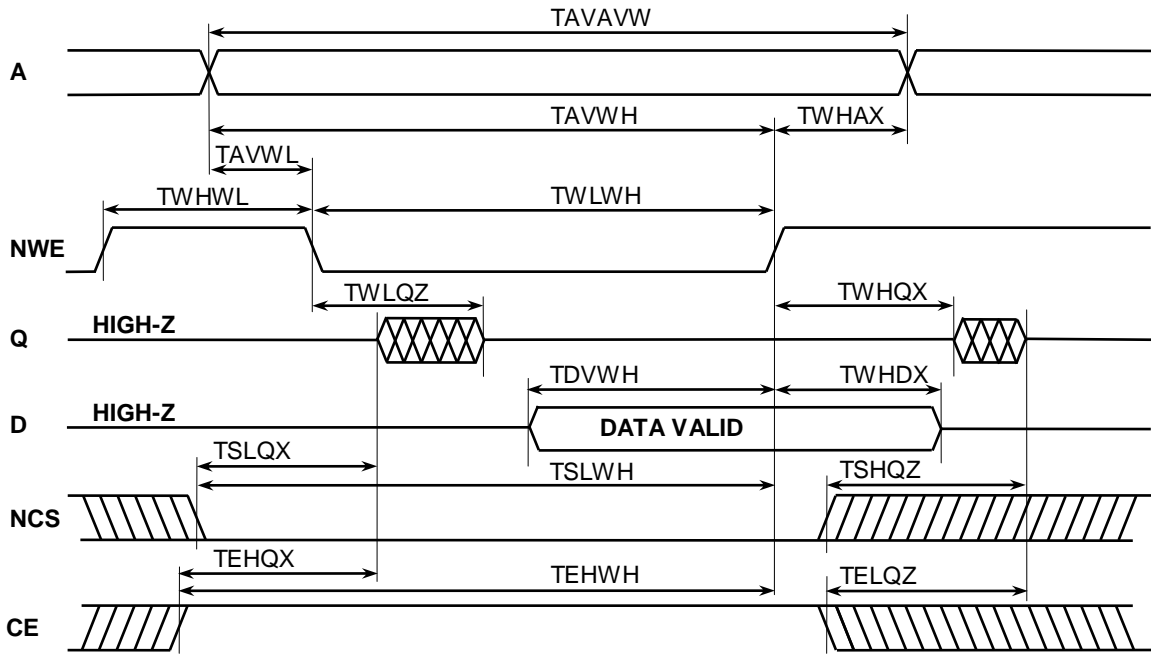 TAVAVW
A
TAVWH
TWHAX
TAVWL
TWHWL
TWLWH
NWE
TWLQZ
TWHQX
Q
HIGH-Z
TDVWH
TWHDX
D
HIGH-Z
DATA VALID
TSLQX
TSLWH
TSHQZ
NCS
TEHQX
TEHWH
TELQZ
CE